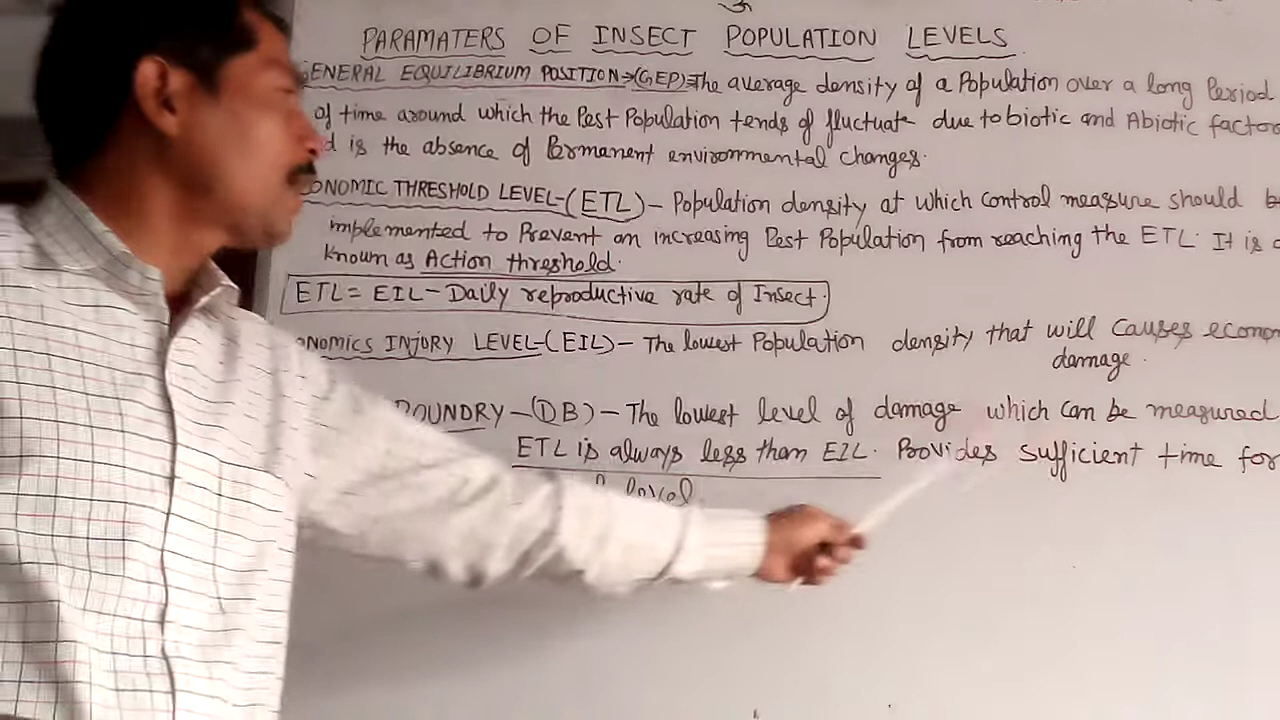 ॐ
PARAMATERS OF INSECT POPULATION LEVELS
ENERAL EQUILIBRIUM POSITION→(GEP)→The average density of a Population over a long Period
of time around which the Pest Population tends of fluctuate due to biotic and Abiotic factor
d is the absence of Permanent environmental changes.
ONOMIC THRESHOLD LEVEL-(ETL)– Population density at which control measure should b
implemented to Prevent an increasing Pest Population from reaching the ETL. It is a
known as Action threshold.
ETL = EIL – Daily reproductive rate of Insect.
NOMICS INJURY LEVEL-(EIL)– The lowest Population density that will causes econom
damage.
BOUNDRY –(DB)– The lowest level of damage which can be measured
ETL is always less than EIL. Provides sufficient time for
level.